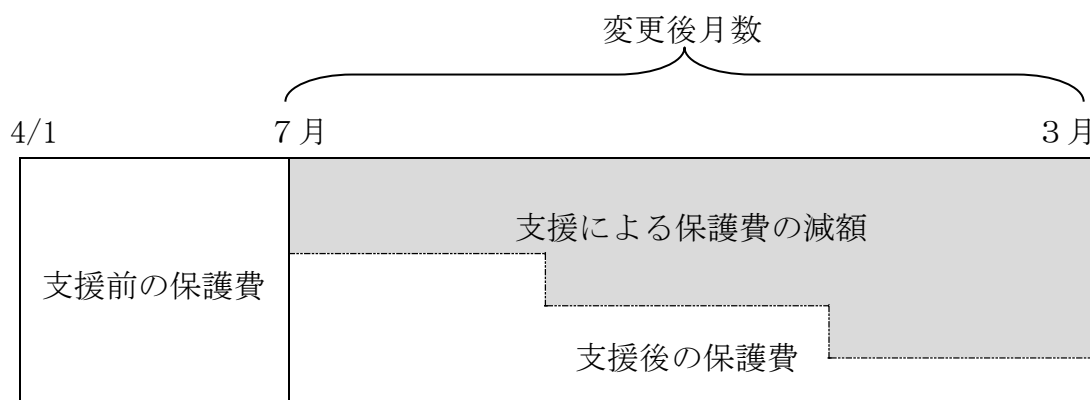 変更後月数
4/1
７月
３月
支援による保護費の減額
支援前の保護費
支援後の保護費